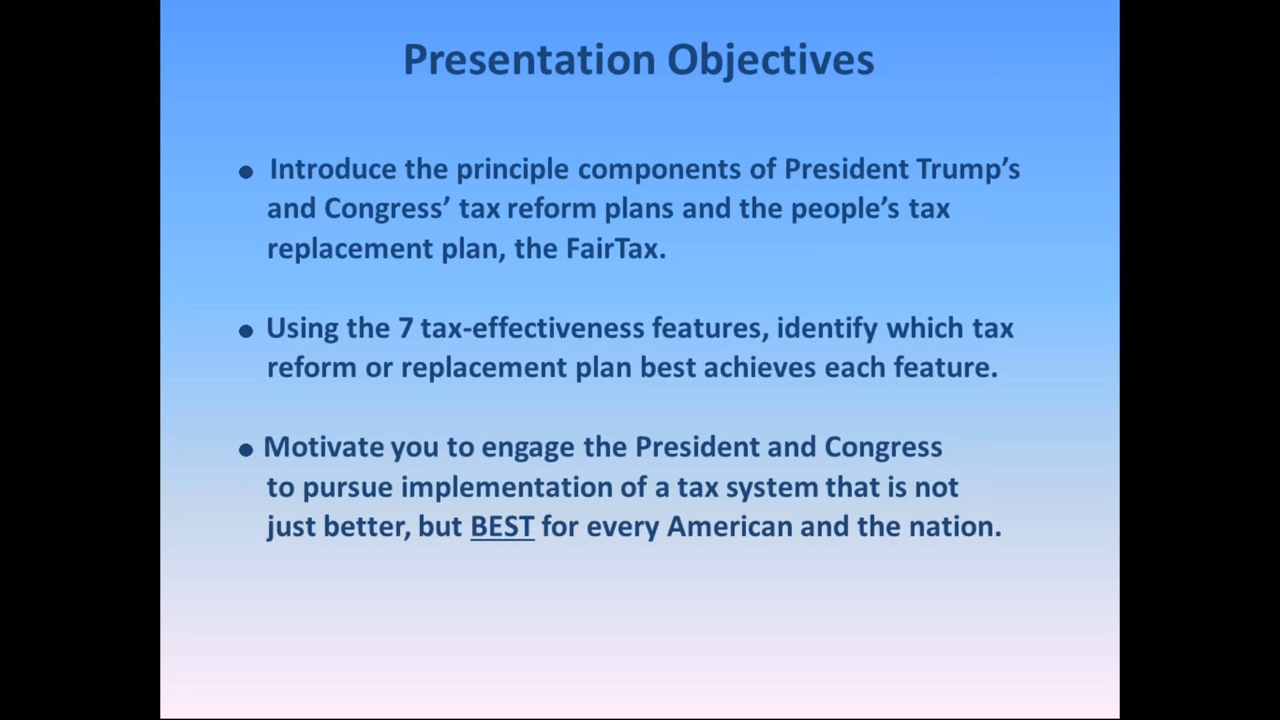 Presentation Objectives
● Introduce the principle components of President Trump’s
and Congress’ tax reform plans and the people’s tax
replacement plan, the FairTax.
● Using the 7 tax-effectiveness features, identify which tax
reform or replacement plan best achieves each feature.
● Motivate you to engage the President and Congress
to pursue implementation of a tax system that is not
just better, but BEST for every American and the nation.